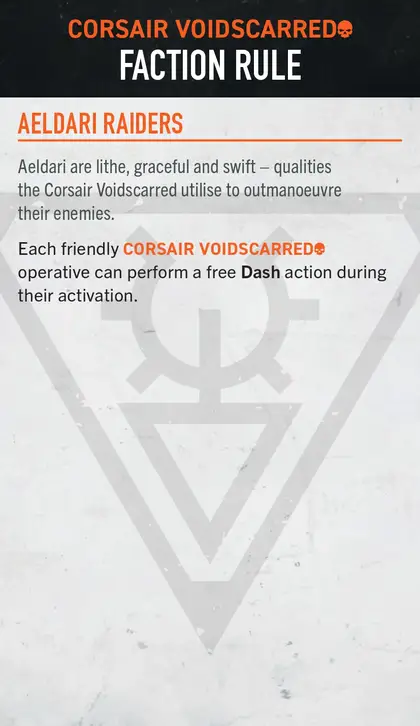 CORSAIR VOIDSCARRED
FACTION RULE
AELDARI RAIDERS
Aeldari are lithe, graceful and swift – qualities
the Corsair Voidscarred utilise to outmanoeuvre
their enemies.
Each friendly CORSAIR VOIDSCARRED
operative can perform a free Dash action during
their activation.